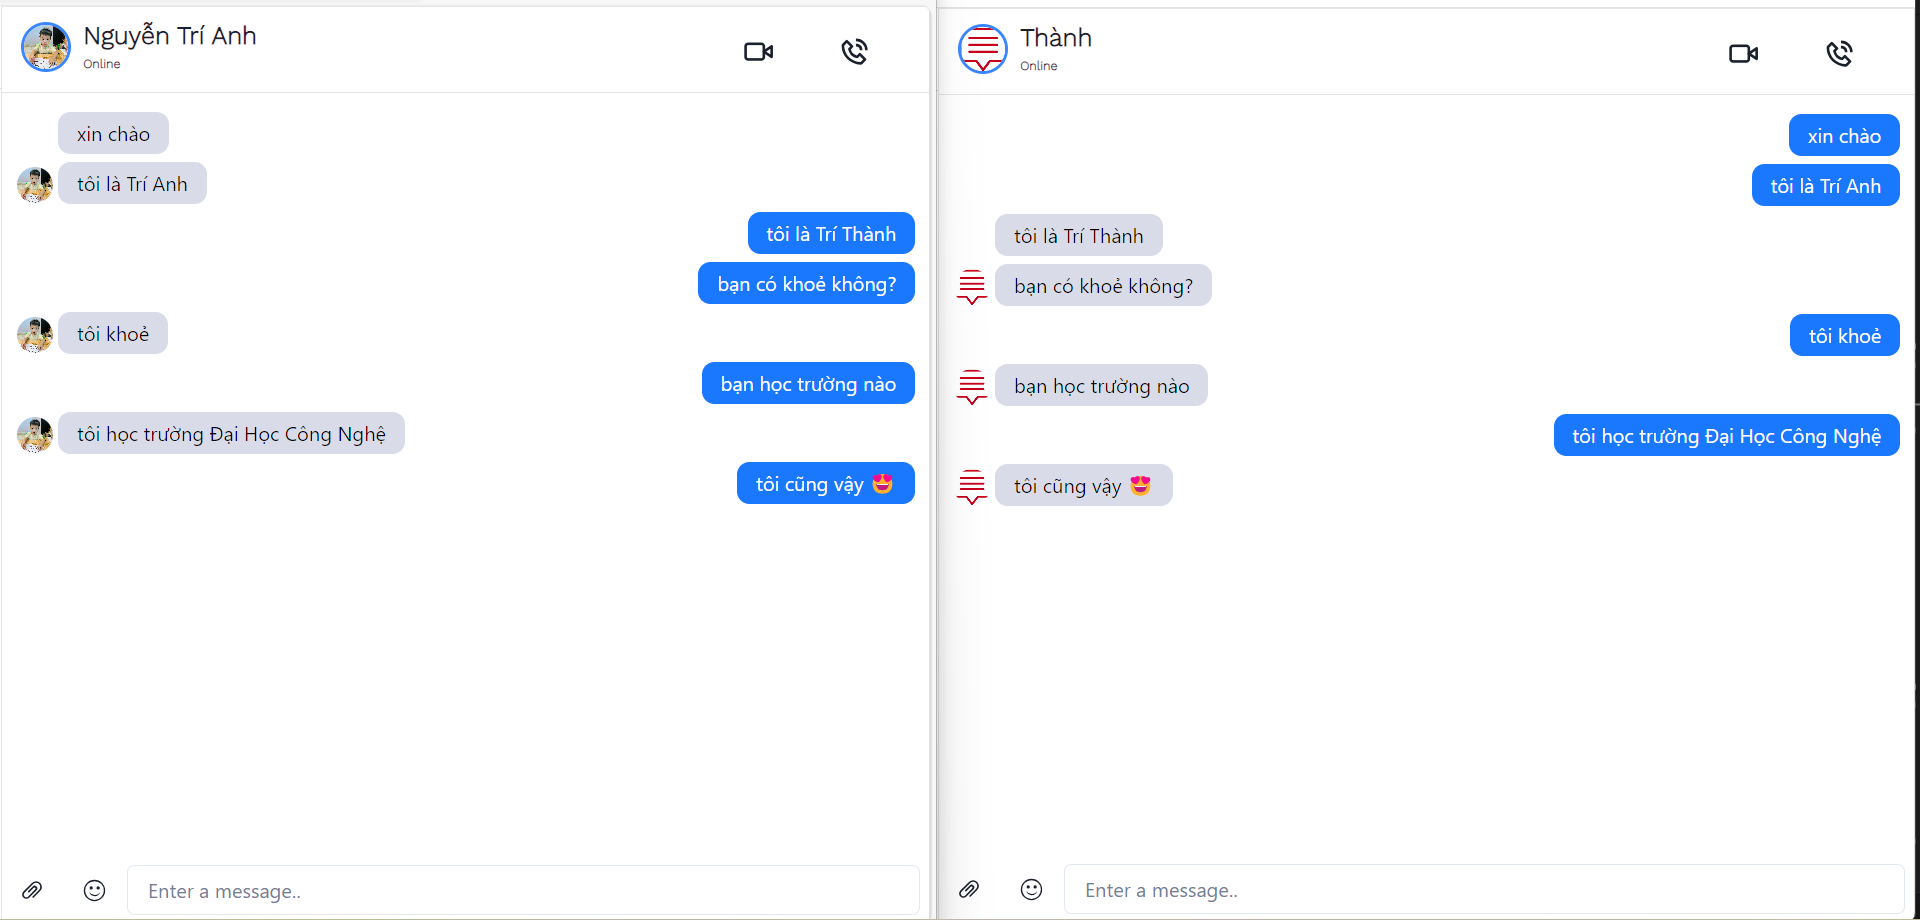 Nguyễn Trí Anh
Online
xin chào
tôi là Trí Anh
tôi là Trí Thành
bạn có khoẻ không?
tôi khoẻ
bạn học trường nào
tôi học trường Đại Học Công Nghệ
tôi cũng vậy 😍
Enter a message..
Thành
Online
xin chào
tôi là Trí Anh
tôi là Trí Thành
bạn có khoẻ không?
tôi khoẻ
bạn học trường nào
tôi học trường Đại Học Công Nghệ
tôi cũng vậy 😍
Enter a message..